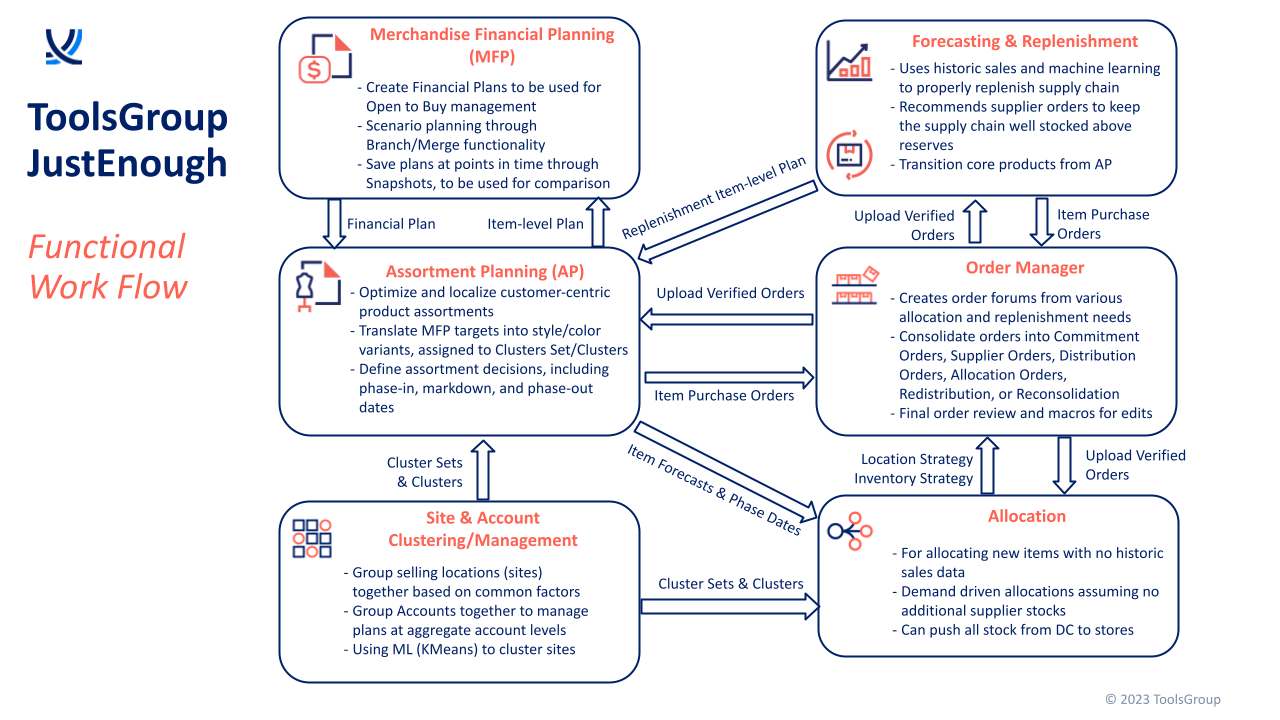 ToolsGroup
JustEnough
Functional
Work Flow
Merchandise Financial Planning
(MFP)
- Create Financial Plans to be used for
Open to Buy management
- Scenario planning through
Branch/Merge functionality
- Save plans at points in time through
Snapshots, to be used for comparison
Forecasting & Replenishment
- Uses historic sales and machine learning
to properly replenish supply chain
- Recommends supplier orders to keep
the supply chain well stocked above
reserves
- Transition core products from AP
Financial Plan
Item-level Plan
Replenishment Item-level Plan
Upload Verified
Orders
Item Purchase
Orders
Assortment Planning (AP)
- Optimize and localize customer-centric
product assortments
- Translate MFP targets into style/color
variants, assigned to Clusters Set/Clusters
- Define assortment decisions, including
phase-in, markdown, and phase-out
dates
Upload Verified Orders
Item Purchase Orders
Order Manager
- Creates order forums from various
allocation and replenishment needs
- Consolidate orders into Commitment
Orders, Supplier Orders, Distribution
Orders, Allocation Orders,
Redistribution, or Reconsolidation
- Final order review and macros for edits
Cluster Sets
& Clusters
Item Forecasts & Phase Dates
Location Strategy
Inventory Strategy
Upload Verified
Orders
Site & Account
Clustering/Management
- Group selling locations (sites)
together based on common factors
- Group Accounts together to manage
plans at aggregate account levels
- Using ML (KMeans) to cluster sites
Cluster Sets & Clusters
Allocation
- For allocating new items with no historic
sales data
- Demand driven allocations assuming no
additional supplier stocks
- Can push all stock from DC to stores
© 2023 ToolsGroup